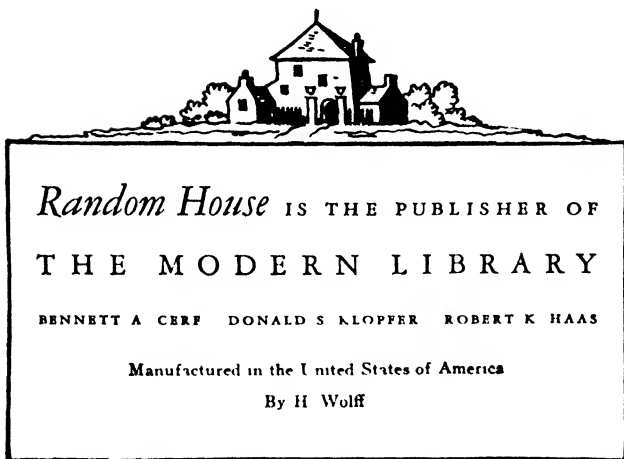 Random House IS THE PUBLISHER OF
THE MODERN LIBRARY
BENNETT A CERF DONALD S KLOPFER ROBERT K HAAS
Manufactured in the United States of America
By H Wolff